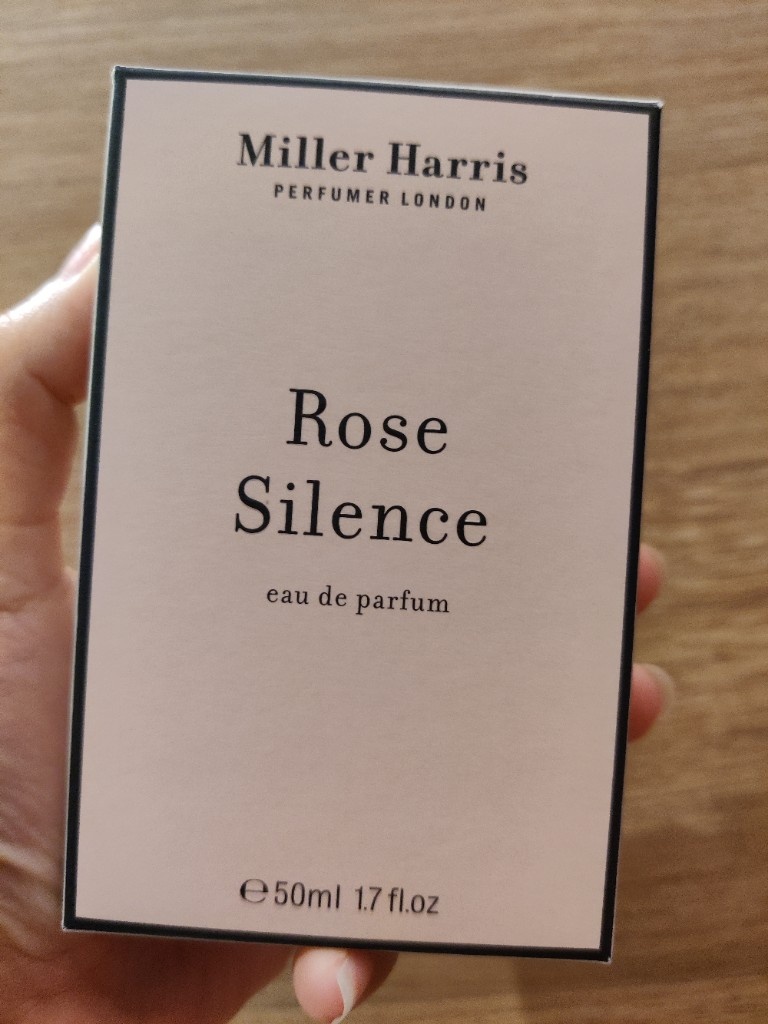 Miller Harris
PERFUMER LONDON
Rose
Silence
eau de parfum
℮50ml 1.7 fl.oz